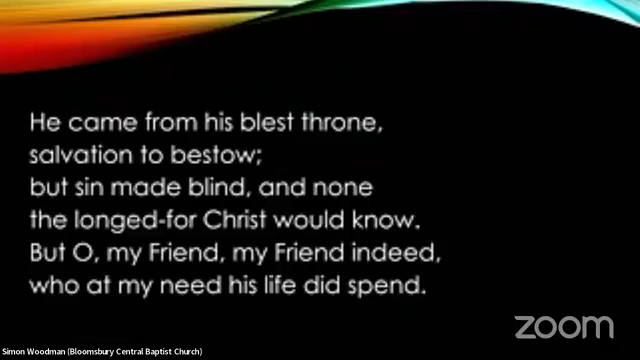 He came from his blest throne,
salvation to bestow;
but sin made blind, and none
the longed-for Christ would know.
But O, my Friend, my Friend indeed,
who at my need his life did spend.
zoom
Simon Woodman (Bloomsbury Central Baptist Church)